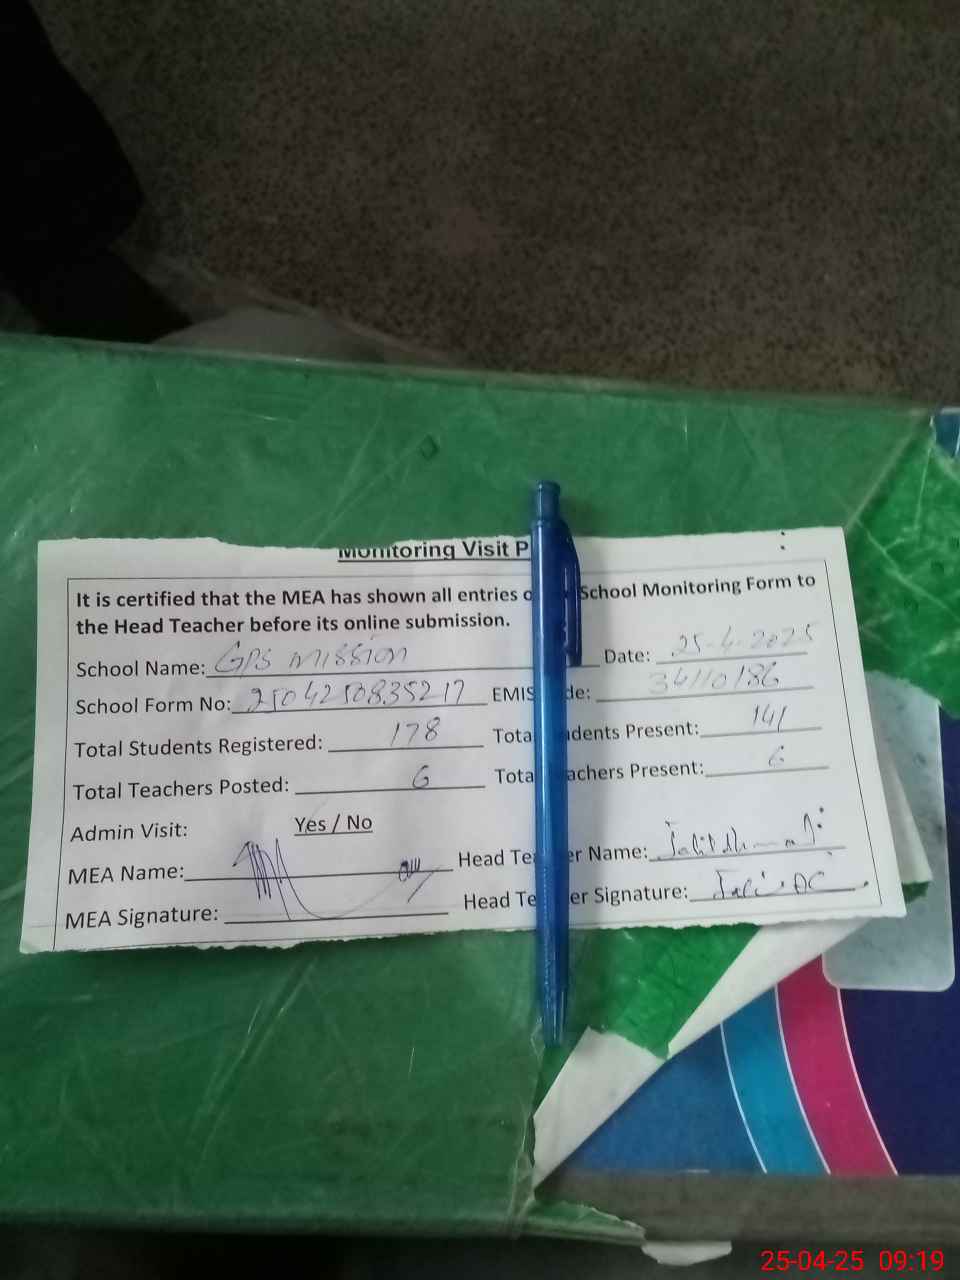 Monitoring Visit P
It is certified that the MEA has shown all entries o School Monitoring Form to
the Head Teacher before its online submission.
School Name: GPS mission Date: 25-4-2025
School Form No: 25042508352 17 EMIS de: 34110186
Total Students Registered: 178 Tota dents Present: 141
Total Teachers Posted: 6 Tota achers Present: 6
Admin Visit: Yes / No
MEA Name: Head Te er Name:
MEA Signature: Head Te er Signature:
25-04-25 09:19